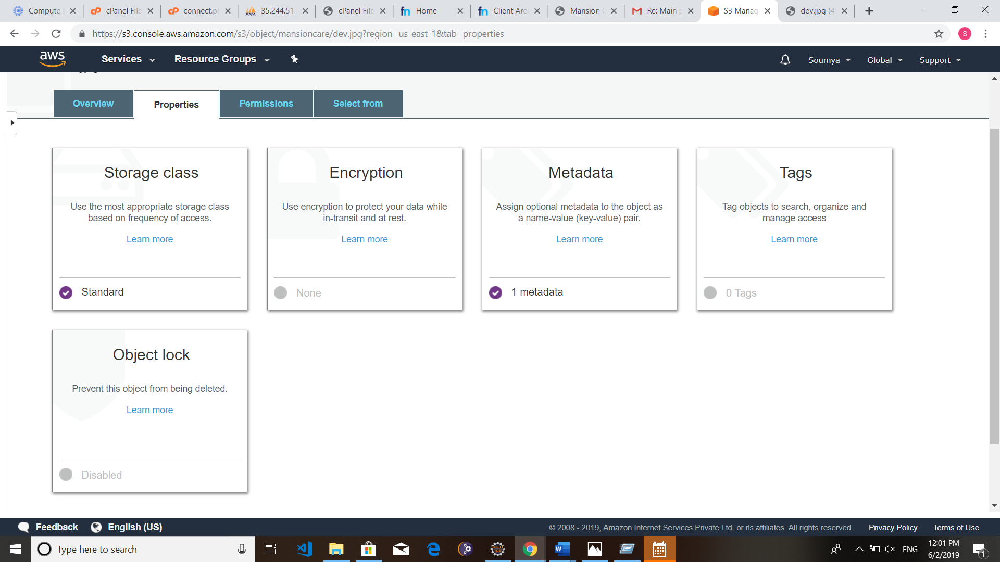 Compute
cPanel File
connect.p
35.244.51.
cPanel File
Home
Client Are
Mansion C
Re: Main p
S3 Manag
dev.jpg (4
https://s3.console.aws.amazon.com/s3/object/mansioncare/dev.jpg?region=us-east-1&tab=properties
S
aws
Services
Resource Groups
Soumya
Global
Support
Overview
Properties
Permissions
Select from
Storage class
Use the most appropriate storage class
based on frequency of access.
Learn more
Standard
Encryption
Use encryption to protect your data while
in-transit and at rest.
Learn more
None
Metadata
Assign optional metadata to the object as
a name-value (key-value) pair.
Learn more
1 metadata
Tags
Tag objects to search, organize and
manage access
Learn more
0 Tags
Object lock
Prevent this object from being deleted.
Learn more
Disabled
Feedback
English (US)
© 2008 - 2019, Amazon Internet Services Private Ltd. or its affiliates. All rights reserved.
Privacy Policy
Terms of Use
Type here to search
ENG
12:01 PM
6/2/2019
1